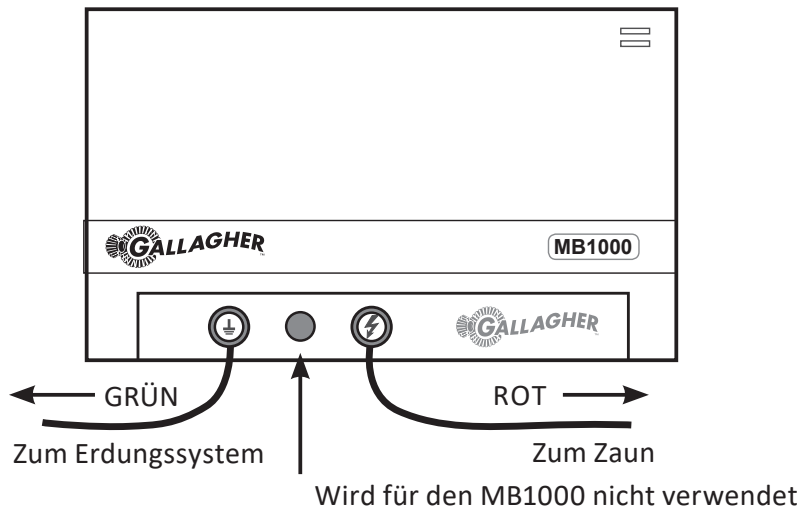 GALLAGHER
MB1000
GALLAGHER
GRÜN
ROT
Zum Erdungssystem
Zum Zaun
Wird für den MB1000 nicht verwendet